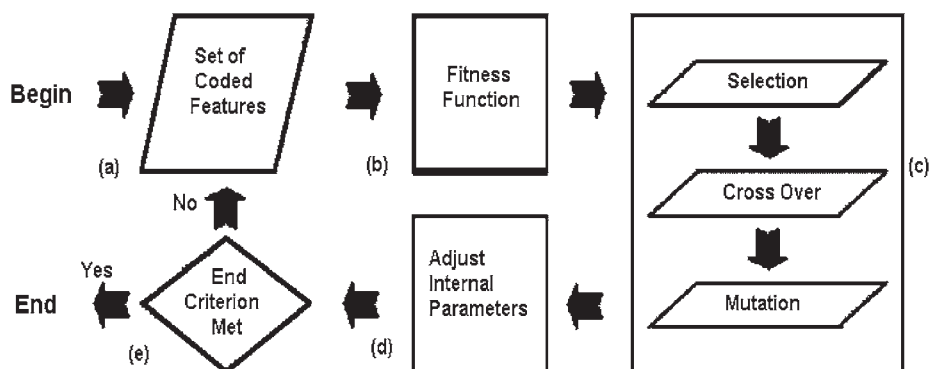 Begin
(a)
Set of
Coded
Features
(b)
Fitness
Function
Selection
(c)
Cross Over
Mutation
Adjust
Internal
Parameters
(d)
End
Criterion
Met
No
Yes
(e)
End